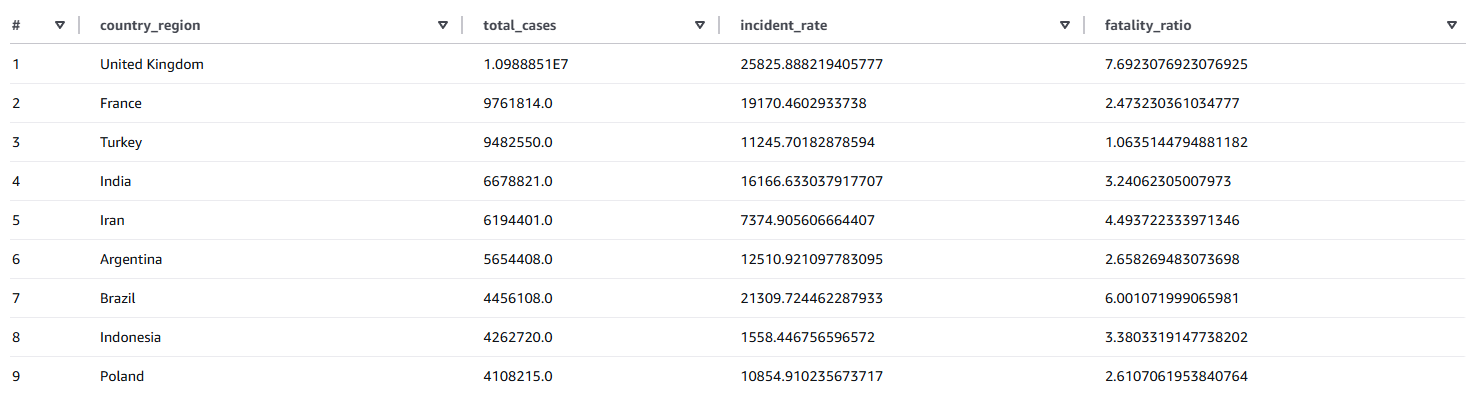 # country_region total_cases incident_rate fatality_ratio
1 United Kingdom 1.0988851E7 25825.888219405777 7.6923076923076925
2 France 9761814.0 19170.4602933738 2.473230361034777
3 Turkey 9482550.0 11245.70182878594 1.0635144794881182
4 India 6678821.0 16166.633037917707 3.24062305007973
5 Iran 6194401.0 7374.905606664407 4.493722333971346
6 Argentina 5654408.0 12510.921097783095 2.658269483073698
7 Brazil 4456108.0 21309.724462287933 6.001071999065981
8 Indonesia 4262720.0 1558.446756596572 3.3803319147738202
9 Poland 4108215.0 10854.910235673717 2.6107061953840764